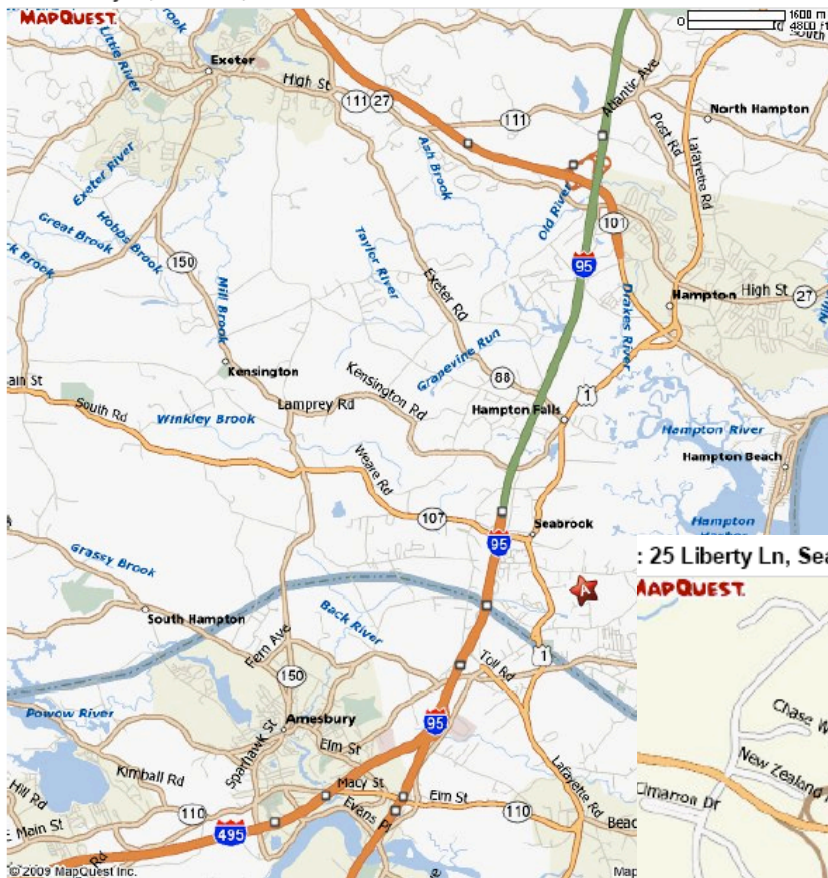 MAPQUEST
1600 m
0
4800 ft
Little River
Exeter
High St
111
27
111
Atlantic Ave
North Hampton
Post Rd
Lafayette Rd
Ash Brook
Old River
101
Exeter River
Hobbs Brook
Great Brook
150
Mill Brook
Taylor River
Exeter Rd
95
Drakes River
Hampton
High St
27
Kensington
Kensington Rd
Grapevine Run
88
1
South Rd
Lamprey Rd
Winkley Brook
Hampton Falls
Hampton River
Hampton Beach
Weare Rd
107
Seabrook
95
Hampton
: 25 Liberty Ln, Sea
MAPQUEST
Grassy Brook
A
South Hampton
Back River
Fern Ave
150
Toll Rd
1
Powow River
Amesbury
95
Sparhawk St
Elm St
Chase W
New Zealand
Cimarron Dr
Kimball Rd
Macy St
Elm St
Lafayette Rd
Hill Rd
110
Evans Pl
110
E Main St
495
Beac
Rd
© 2009 MapQuest Inc.
Map